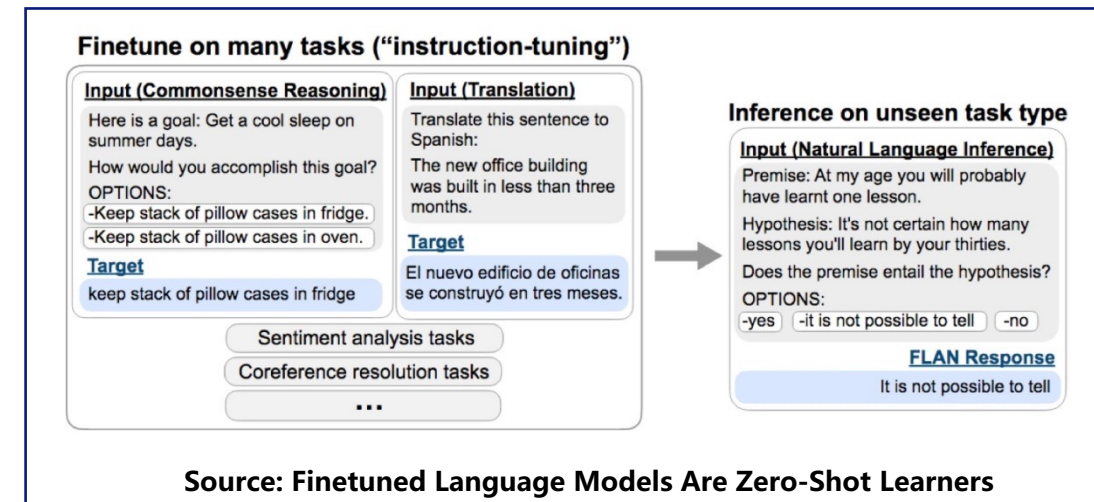 Finetune on many tasks (“instruction-tuning”)
Input (Commonsense Reasoning)
Here is a goal: Get a cool sleep on
summer days.
How would you accomplish this goal?
OPTIONS:
-Keep stack of pillow cases in fridge.
-Keep stack of pillow cases in oven.
Target
keep stack of pillow cases in fridge
Input (Translation)
Translate this sentence to
Spanish:
The new office building
was built in less than three
months.
Target
El nuevo edificio de oficinas
se construyó en tres meses.
Sentiment analysis tasks
Coreference resolution tasks
...
Inference on unseen task type
Input (Natural Language Inference)
Premise: At my age you will probably
have learnt one lesson.
Hypothesis: It's not certain how many
lessons you'll learn by your thirties.
Does the premise entail the hypothesis?
OPTIONS:
-yes -it is not possible to tell -no
FLAN Response
It is not possible to tell
Source: Finetuned Language Models Are Zero-Shot Learners